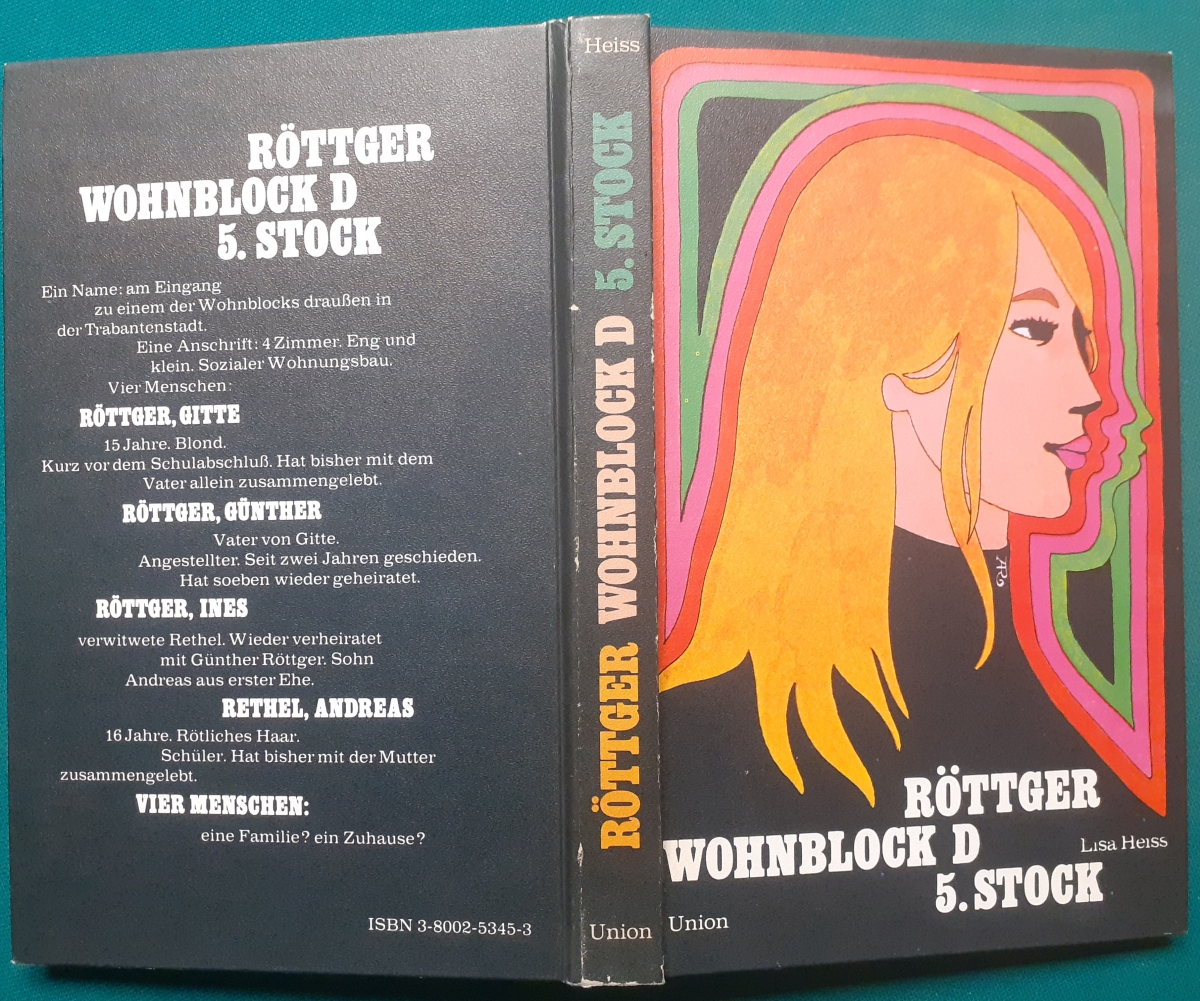 RÖTTGER
WOHNBLOCK D
5. STOCK
Ein Name: am Eingang
zu einem der Wohnblocks draußen in
der Trabantenstadt.
Eine Anschrift: 4 Zimmer. Eng und
klein. Sozialer Wohnungsbau.
Vier Menschen:
RÖTTGER, GITTE
15 Jahre. Blond.
Kurz vor dem Schulabschluß. Hat bisher mit dem
Vater allein zusammengelebt.
RÖTTGER, GÜNTHER
Vater von Gitte.
Angestellter. Seit zwei Jahren geschieden.
Hat soeben wieder geheiratet.
RÖTTGER, INES
verwitwete Rethel. Wieder verheiratet
mit Günther Röttger. Sohn
Andreas aus erster Ehe.
RETHEL, ANDREAS
16 Jahre. Rötliches Haar.
Schüler. Hat bisher mit der Mutter
zusammengelebt.
VIER MENSCHEN:
eine Familie? ein Zuhause?
ISBN 3-8002-5345-3
Heiss
RÖTTGER WOHNBLOCK D 5. STOCK
Union
RÖTTGER
WOHNBLOCK D
Lisa Heiss
5. STOCK
Union